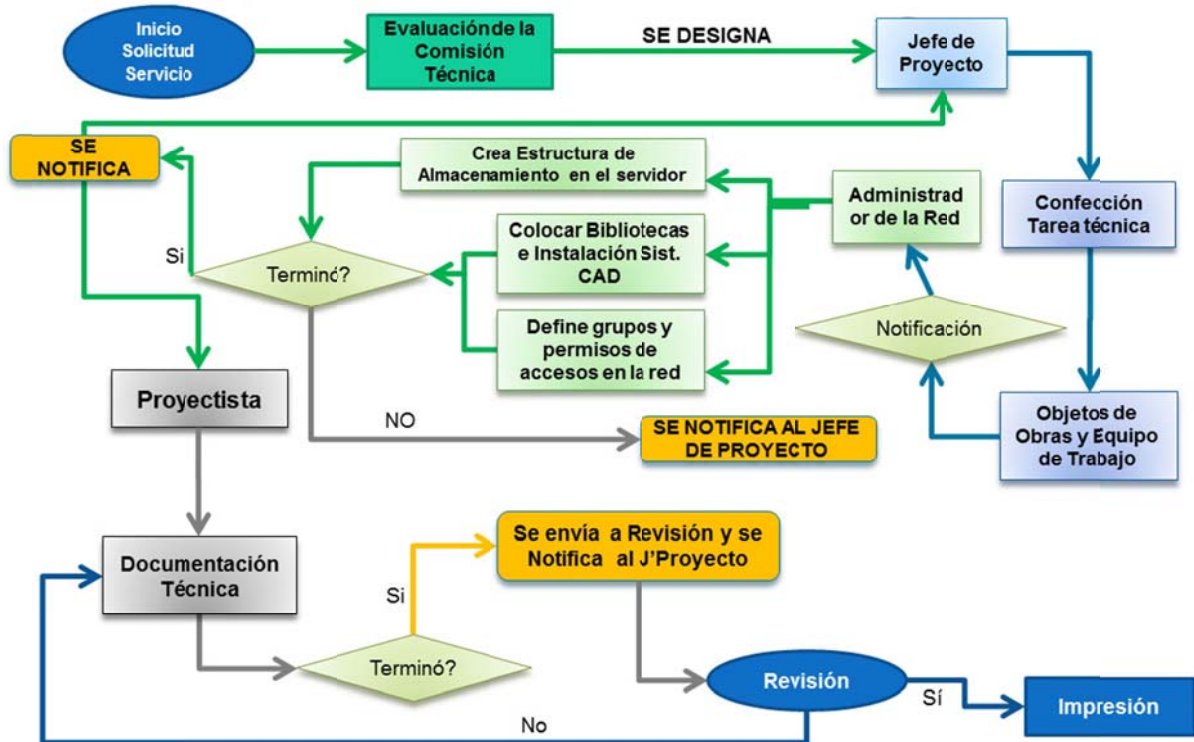 Inicio
Solicitud
Servicio
Evaluación de la
Comisión
Técnica
SE DESIGNA
Jefe de
Proyecto
SE
NOTIFICA
Crea Estructura de
Almacenamiento en el servidor
Administrad
or de la Red
Confección
Tarea técnica
Colocar Bibliotecas
e Instalación Sist.
CAD
Si
Terminó?
Notificación
Define grupos y
permisos de
accesos en la red
Proyectista
NO
SE NOTIFICA AL JEFE
DE PROYECTO
Objetos de
Obras y Equipo
de Trabajo
Se envía a Revisión y se
Notifica al J'Proyecto
Documentación
Técnica
Si
Terminó?
Revisión
Sí
Impresión
No